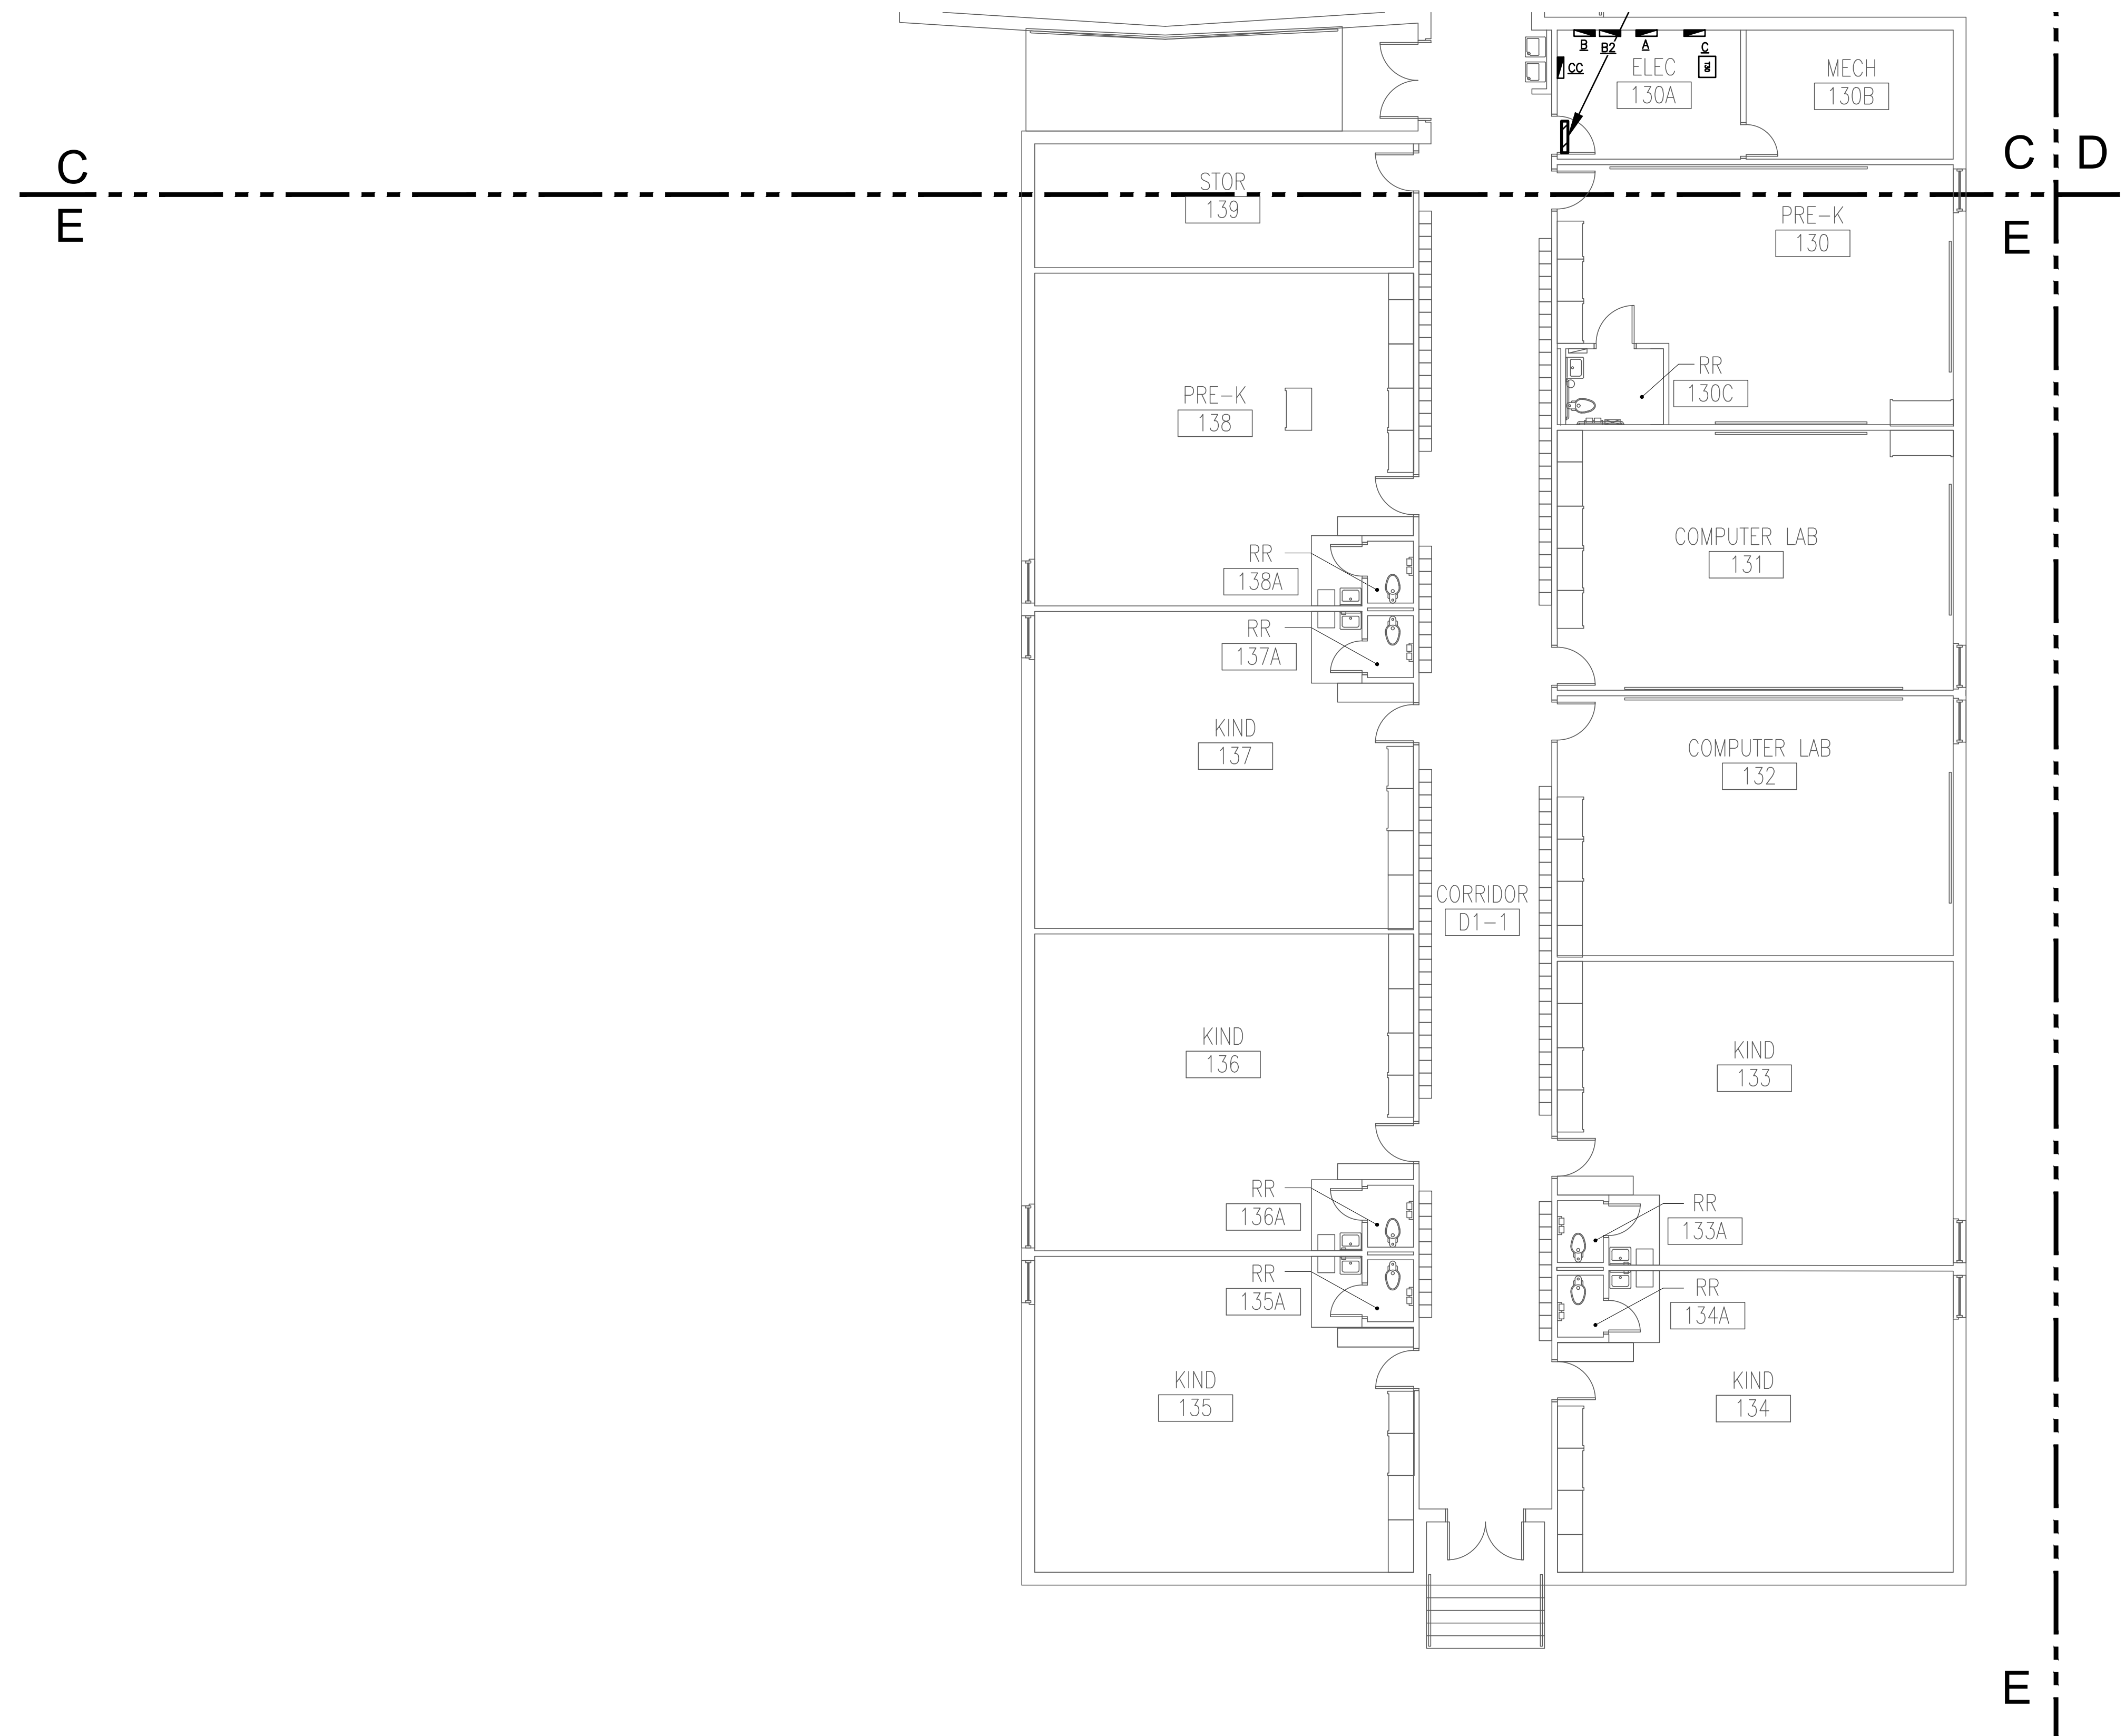 B
B2
A
C
CC
T30
ELEC
130A
MECH
130B
C
C
D
E
E
STOR
139
PRE-K
130
PRE-K
138
RR
130C
COMPUTER LAB
131
RR
138A
RR
137A
KIND
137
COMPUTER LAB
132
CORRIDOR
D1-1
KIND
136
KIND
133
RR
136A
RR
133A
RR
135A
RR
134A
KIND
135
KIND
134
E